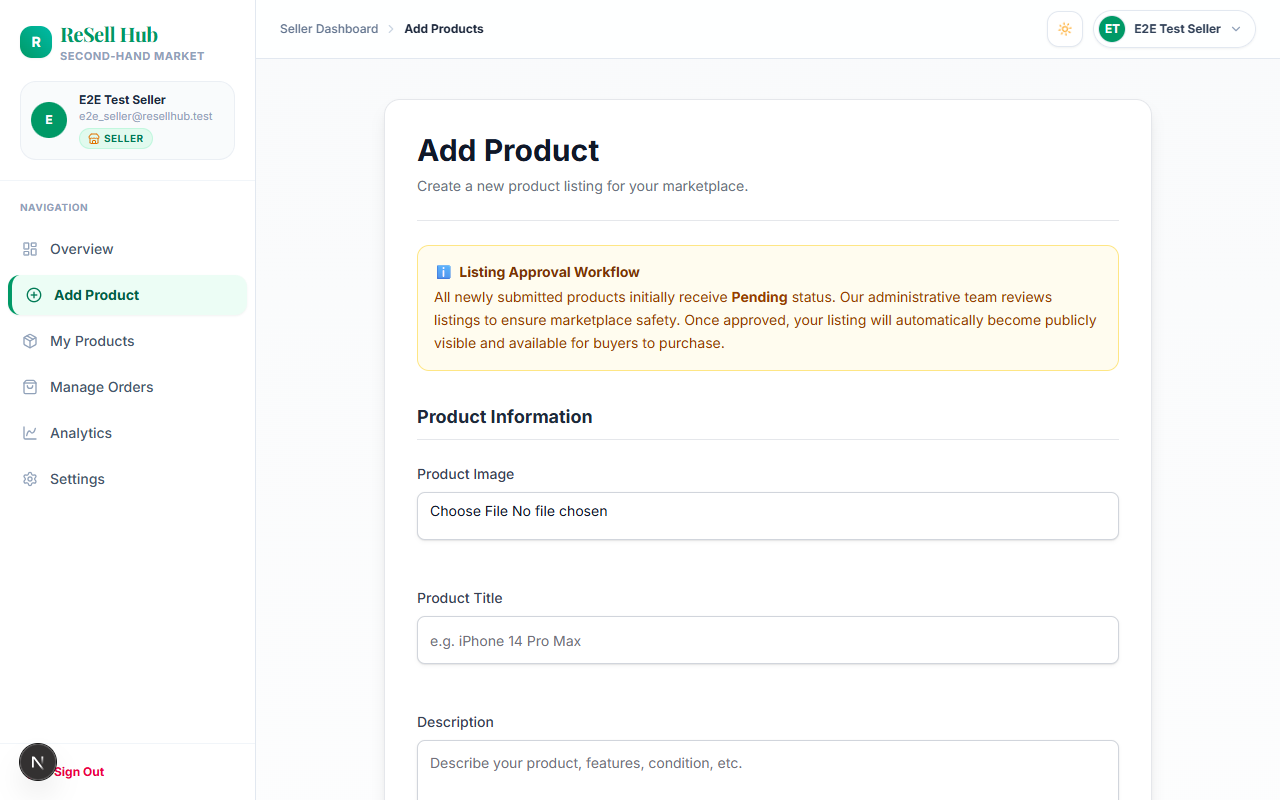 R
ReSell Hub
SECOND-HAND MARKET
E
E2E Test Seller
e2e_seller@resellhub.test
SELLER
NAVIGATION
Overview
Add Product
My Products
Manage Orders
Analytics
Settings
N
Sign Out
Seller Dashboard > Add Products
ET
E2E Test Seller
Add Product
Create a new product listing for your marketplace.
ℹ️ Listing Approval Workflow
All newly submitted products initially receive Pending status. Our administrative team reviews
listings to ensure marketplace safety. Once approved, your listing will automatically become publicly
visible and available for buyers to purchase.
Product Information
Product Image
Choose File No file chosen
Product Title
e.g. iPhone 14 Pro Max
Description
Describe your product, features, condition, etc.